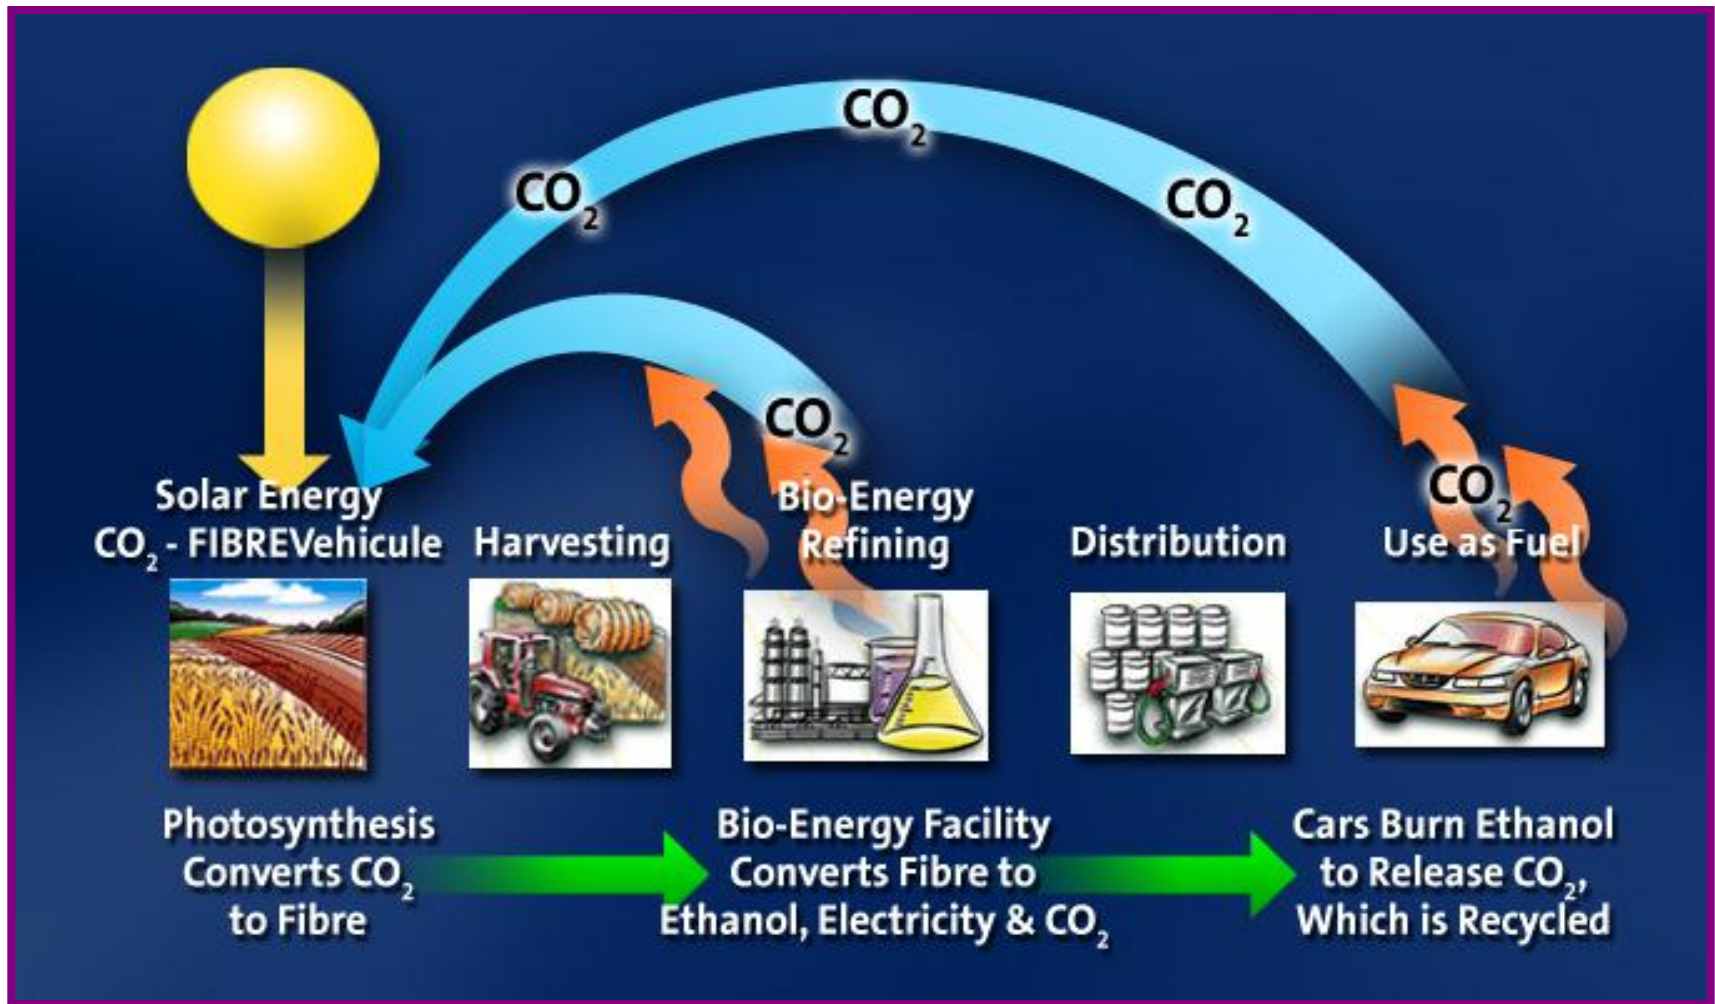 CO₂
CO₂
CO₂
CO₂
CO₂
Solar Energy
CO₂ - FIBREVehicule
Harvesting
Bio-Energy
Refining
Distribution
Use as Fuel
Photosynthesis
Converts CO₂
to Fibre
Bio-Energy Facility
Converts Fibre to
Ethanol, Electricity & CO₂
Cars Burn Ethanol
to Release CO₂,
Which is Recycled